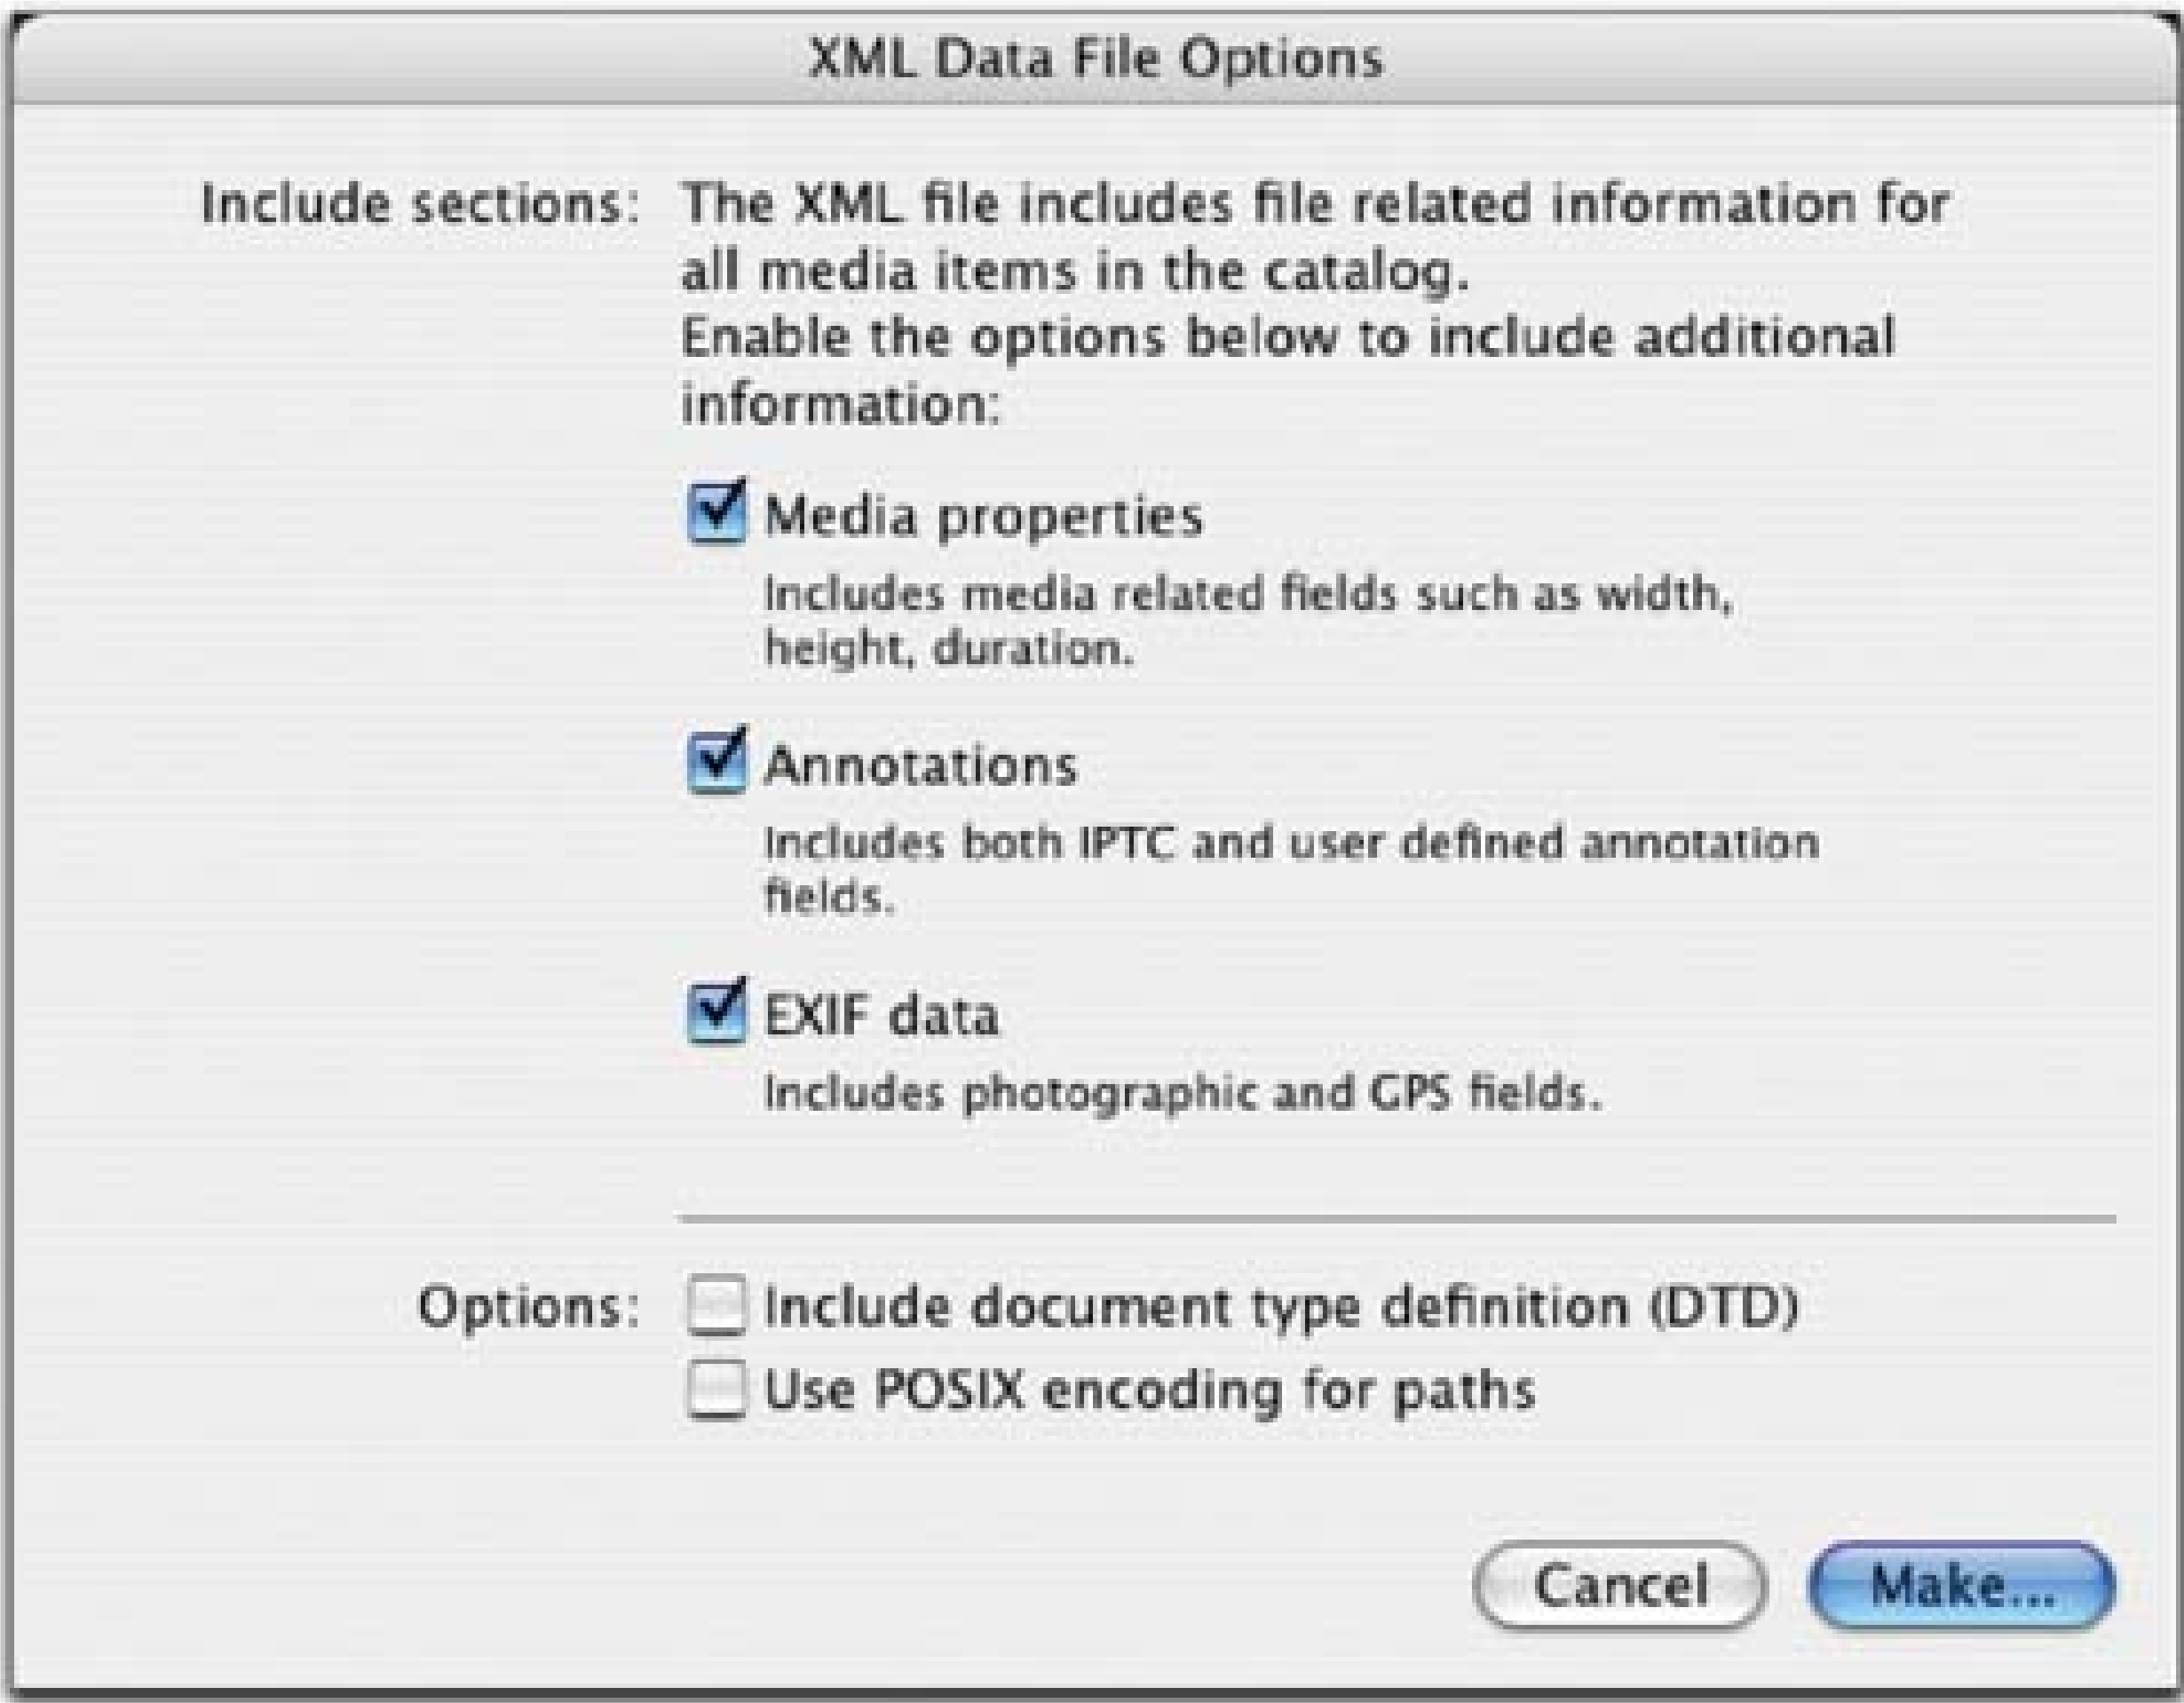 XML Data File Options
Include sections: The XML file includes file related information for
all media items in the catalog.
Enable the options below to include additional
information:
Media properties
Includes media related fields such as width,
height, duration.
Annotations
Includes both IPTC and user defined annotation
fields.
EXIF data
Includes photographic and GPS fields.
Options: Include document type definition (DTD)
Use POSIX encoding for paths
Cancel Make...